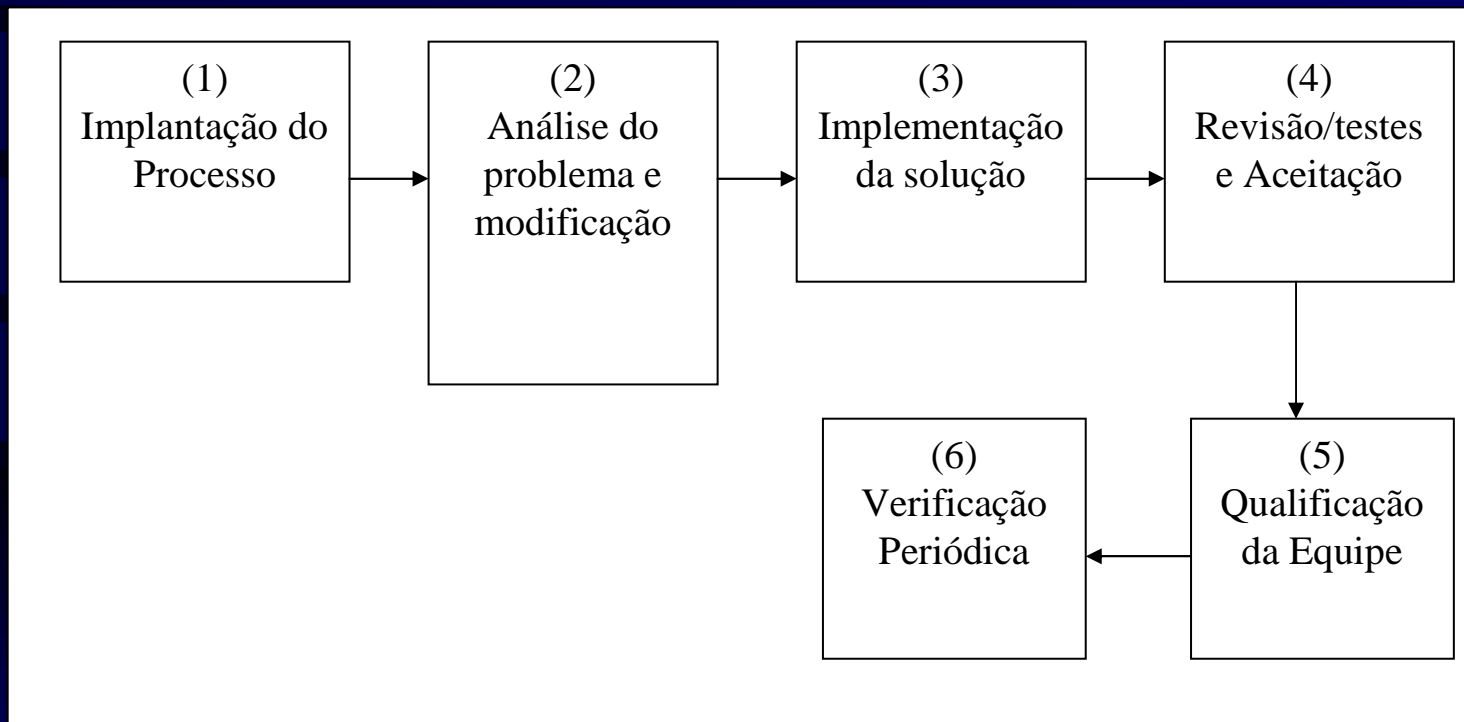 (1)
Implantação do
Processo
(2)
Análise do
problema e
modificação
(3)
Implementação
da solução
(4)
Revisão/testes
e Aceitação
(5)
Qualificação
da Equipe
(6)
Verificação
Periódica